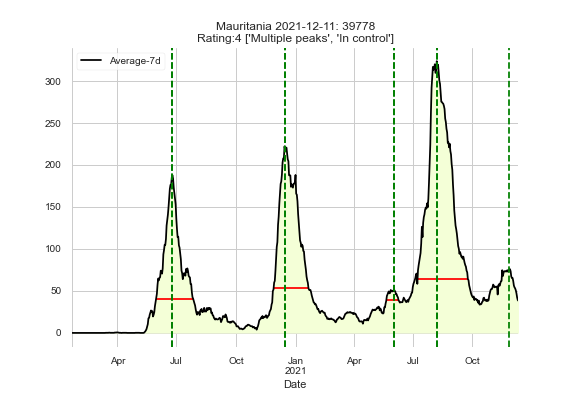 Mauritania 2021-12-11: 39778
Rating:4 ['Multiple peaks', 'In control']
Average-7d
300
250
200
150
100
50
0
Apr
Jul
Oct
Jan
2021
Apr
Jul
Oct
Date